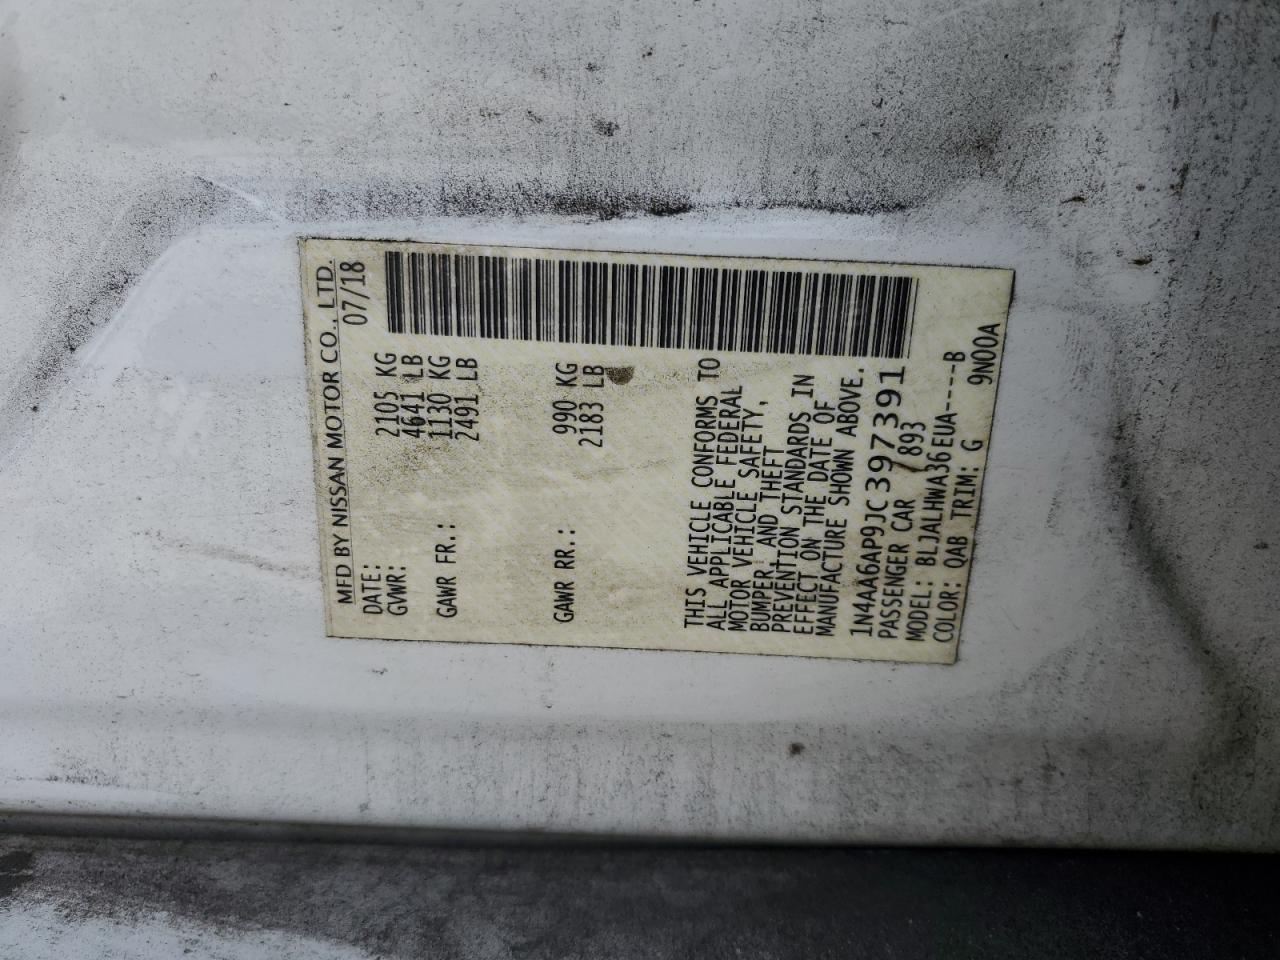 MFD BY NISSAN MOTOR CO., LTD.
DATE: 07/18
GVWR: 2105 KG
4641 LB
GAWR FR.: 1130 KG
2491 LB
GAWR RR.: 990 KG
2183 LB
THIS VEHICLE CONFORMS TO
ALL APPLICABLE FEDERAL
MOTOR VEHICLE SAFETY,
BUMPER, AND THEFT
PREVENTION STANDARDS IN
EFFECT ON THE DATE OF
MANUFACTURE SHOWN ABOVE.
1N4AA6AP9JC397391
PASSENGER CAR / 893
MODEL: BLJALHWA36EUA----B
COLOR: QAB TRIM: G 9N00A